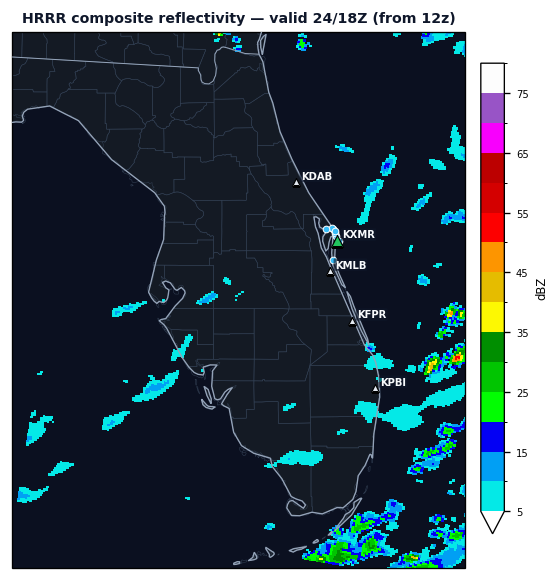 HRRR composite reflectivity — valid 24/18Z (from 12z)
KDAB
KXMR
KMLB
KFPR
KPBI
75
65
55
45
35
25
15
5
dBZ